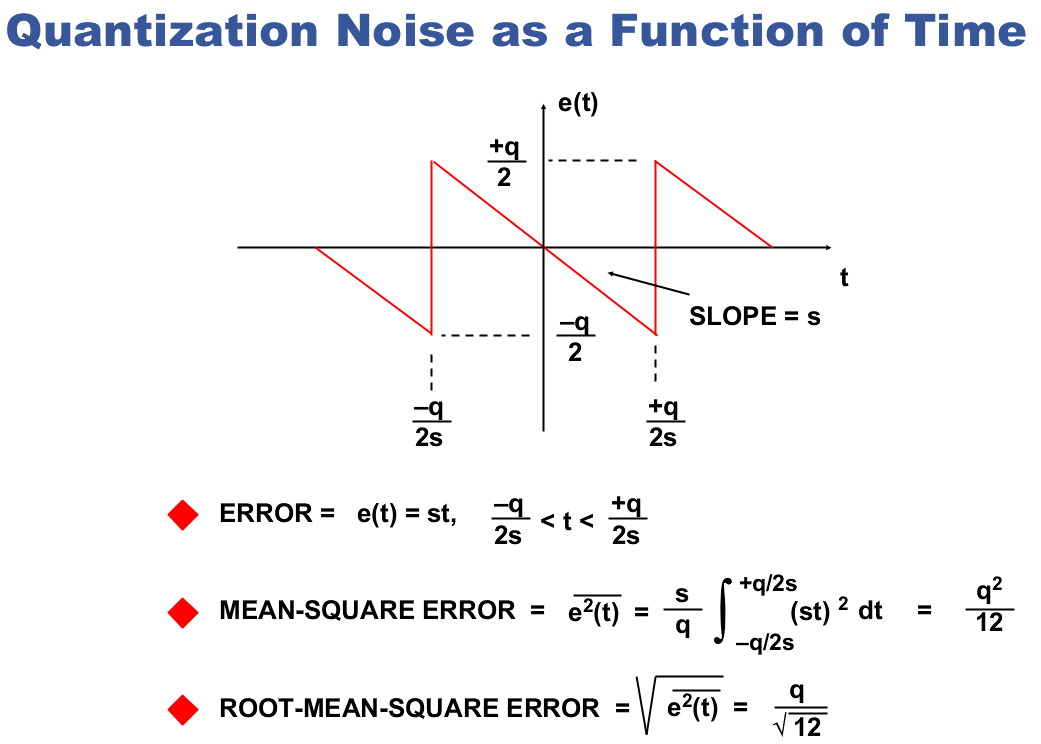 Quantization Noise as a Function of Time
e(t)
+q
2
t
SLOPE = s
–q
2
–q
2s
+q
2s
ERROR = e(t) = st, –q/2s < t < +q/2s
MEAN-SQUARE ERROR = e²(t) = s/q ∫ +q/2s –q/2s (st) ² dt = q²/12
ROOT-MEAN-SQUARE ERROR = √e²(t) = q/√12